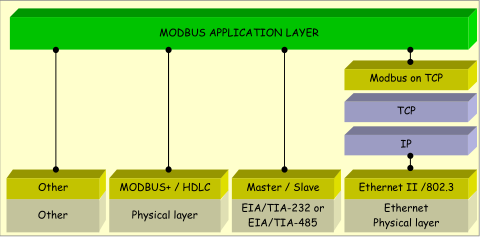 MODBUS APPLICATION LAYER
Modbus on TCP
TCP
IP
Other
MODBUS+ / HDLC
Master / Slave
Ethernet II /802.3
Other
Physical layer
EIA/TIA-232 or
EIA/TIA-485
Ethernet
Physical layer